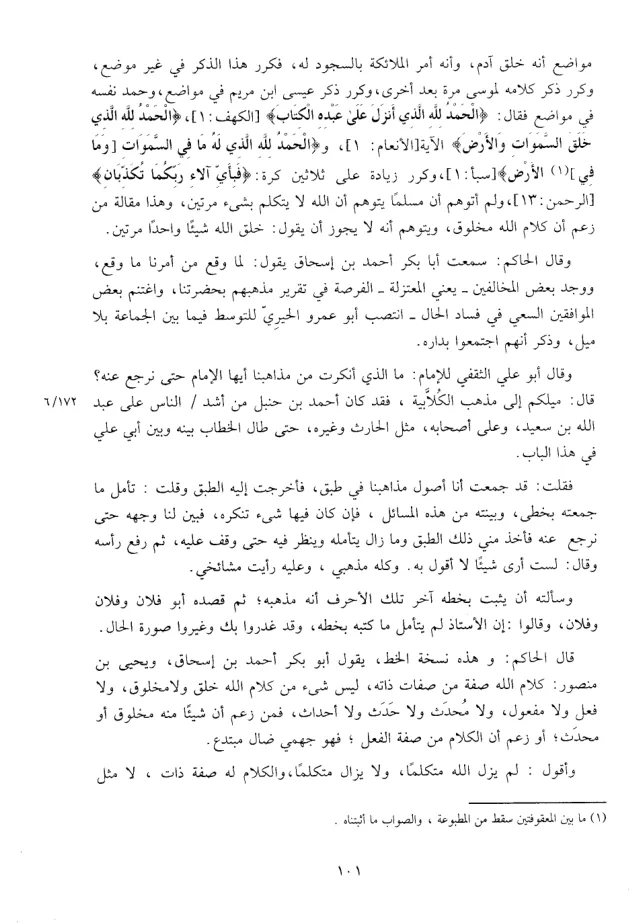 مواضع أنه خلق آدم، وأنه أمر الملائكة بالسجود له، فكرر هذا الذكر في غير موضع،
وكرر ذكر كلامه لموسى مرة بعد أخرى، وكرر ذكر عيسى ابن مريم في مواضع، وحمد نفسه
في مواضع فقال: ﴿الْحَمْدُ لِلَّهِ الَّذِي أَنزَلَ عَلَىٰ عَبْدِهِ الْكِتَابَ﴾ [الكهف: ١]، ﴿الْحَمْدُ لِلَّهِ الَّذِي
خَلَقَ السَّمَوَاتِ وَالْأَرْضَ﴾ الآية [الأنعام: ١]، و﴿الْحَمْدُ لِلَّهِ الَّذِي لَهُ مَا فِي السَّمَوَاتِ [وَمَا
فِي] (١) الْأَرْضِ﴾ [سبأ: ١]، وكرر زيادة على ثلاثين كرة: ﴿فَبِأَيِّ آلَاءِ رَبِّكُمَا تُكَذِّبَانِ﴾
[الرحمن: ١٣]، ولم أتوهم أن مسلمًا يتوهم أن الله لا يتكلم بشىء مرتين، وهذا مقالة من
زعم أن كلام الله مخلوق، ويتوهم أنه لا يجوز أن يقول: خلق الله شيئًا واحدًا مرتين.
وقال الحاكم: سمعت أبا بكر أحمد بن إسحاق يقول: لما وقع من أمرنا ما وقع،
ووجد بعض المخالفين ـ يعني المعتزلة ـ الفرصة في تقرير مذهبهم بحضرتنا، واغتنم بعض
الموافقين السعي في فساد الحال ـ انتصب أبو عمرو الحيريّ للتوسط فيما بين الجماعة بلا
ميل، وذكر أنهم اجتمعوا بداره.
وقال أبو علي الثقفي للإمام: ما الذي أنكرت من مذاهبنا أيها الإمام حتى نرجع عنه؟
قال: ميلكم إلى مذهب الكُلاَّبية ، فقد كان أحمد بن حنبل من أشد / الناس على عبد ٦/١٧٢
الله بن سعيد، وعلى أصحابه، مثل الحارث وغيره، حتى طال الخطاب بينه وبين أبي علي
في هذا الباب.
فقلت: قد جمعت أنا أصول مذاهبنا في طبق، فأخرجت إليه الطبق وقلت : تأمل ما
جمعته بخطى، وبينته من هذه المسائل ، فإن كان فيها شىء تنكره، فبين لنا وجهه حتى
نرجع عنه فأخذ مني ذلك الطبق وما زال يتأمله وينظر فيه حتى وقف عليه، ثم رفع رأسه
وقال: لست أرى شيئًا لا أقول به. وكله مذهبي ، وعليه رأيت مشائخي.
وسألته أن يثبت بخطه آخر تلك الأحرف أنه مذهبه؛ ثم قصده أبو فلان وفلان
وفلان، وقالوا :إن الأستاذ لم يتأمل ما كتبه بخطه، وقد غدروا بك وغيروا صورة الحال.
قال الحاكم: و هذه نسخة الخط، يقول أبو بكر أحمد بن إسحاق، ويحيى بن
منصور: كلام الله صفة من صفات ذاته، ليس شىء من كلام الله خلق ولامخلوق، ولا
فعل ولا مفعول، ولا مُحدَث ولا حَدَث ولا أحداث، فمن زعم أن شيئًا منه مخلوق أو
محدَث؛ أو زعم أن الكلام من صفة الفعل ؛ فهو جهمي ضال مبتدع.
وأقول : لم يزل الله متكلمًا، ولا يزال متكلمًا، والكلام له صفة ذات ، لا مثل
(١) ما بين المعقوفتين سقط من المطبوعة ، والصواب ما أثبتناه .
١٠١